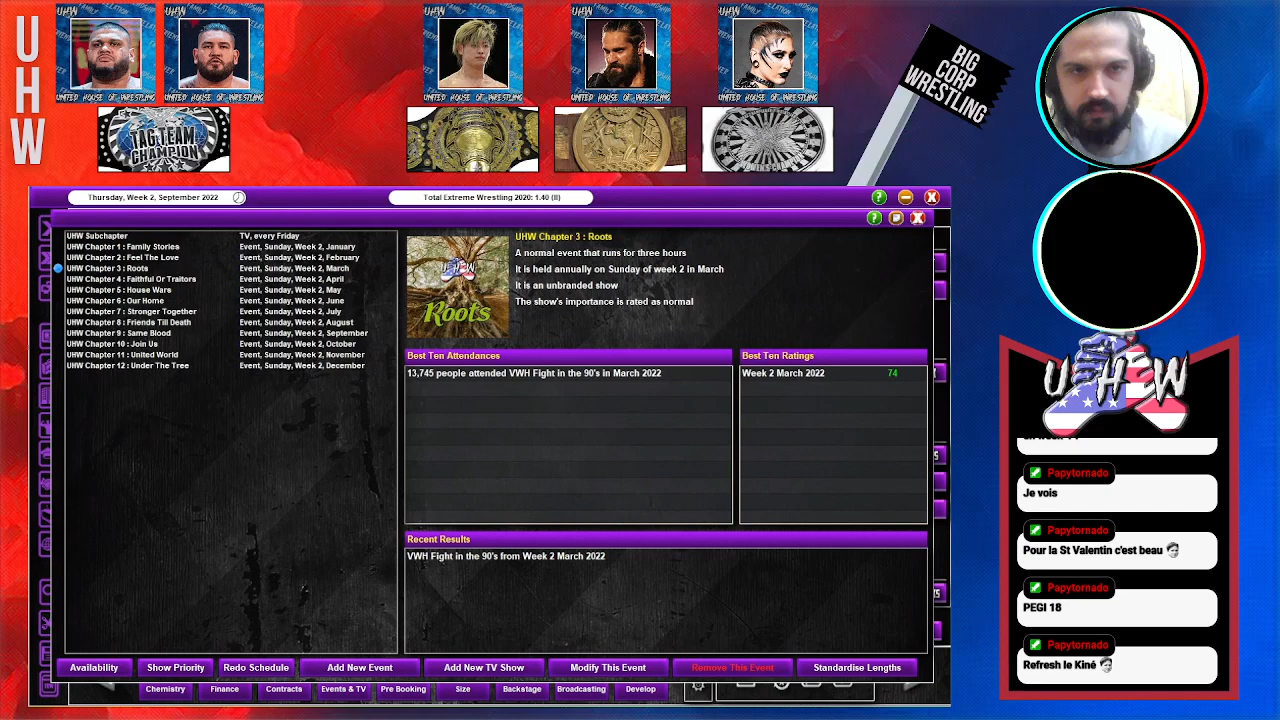 UHW
UHW
UHW
UHW
UHW
UHW
UNITED HOUSE OF WRESTLING
UNITED HOUSE OF WRESTLING
UNITED HOUSE OF WRESTLING
UNITED HOUSE OF WRESTLING
UNITED HOUSE OF WRESTLING
TAG TEAM
CHAMPION
BIG
CORP
WRESTLING
Thursday, Week 2, September 2022
Total Extreme Wrestling 2020: 1.40 (II)
UHW Subchapter TV, every Friday
UHW Chapter 1 : Family Stories Event, Sunday, Week 2, January
UHW Chapter 2 : Feel The Love Event, Sunday, Week 2, February
UHW Chapter 3 : Roots Event, Sunday, Week 2, March
UHW Chapter 4 : Faithful Or Traitors Event, Sunday, Week 2, April
UHW Chapter 5 : House Wars Event, Sunday, Week 2, May
UHW Chapter 6 : Our Home Event, Sunday, Week 2, June
UHW Chapter 7 : Stronger Together Event, Sunday, Week 2, July
UHW Chapter 8 : Friends Till Death Event, Sunday, Week 2, August
UHW Chapter 9 : Same Blood Event, Sunday, Week 2, September
UHW Chapter 10 : Join Us Event, Sunday, Week 2, October
UHW Chapter 11 : United World Event, Sunday, Week 2, November
UHW Chapter 12 : Under The Tree Event, Sunday, Week 2, December
UHW
Roots
UHW Chapter 3 : Roots
A normal event that runs for three hours
It is held annually on Sunday of week 2 in March
It is an unbranded show
The show's importance is rated as normal
Best Ten Attendances
13,745 people attended VWH Fight in the 90's in March 2022
Best Ten Ratings
Week 2 March 2022 74
Recent Results
VWH Fight in the 90's from Week 2 March 2022
Availability Show Priority Redo Schedule Add New Event Add New TV Show Modify This Event Remove This Event Standardise Lengths
Chemistry Finance Contracts Events & TV Pre Booking Size Backstage Broadcasting Develop
UHW
Papytornado
Je vois
Papytornado
Pour la St Valentin c'est beau
Papytornado
PEGI 18
Papytornado
Refresh le Kiné